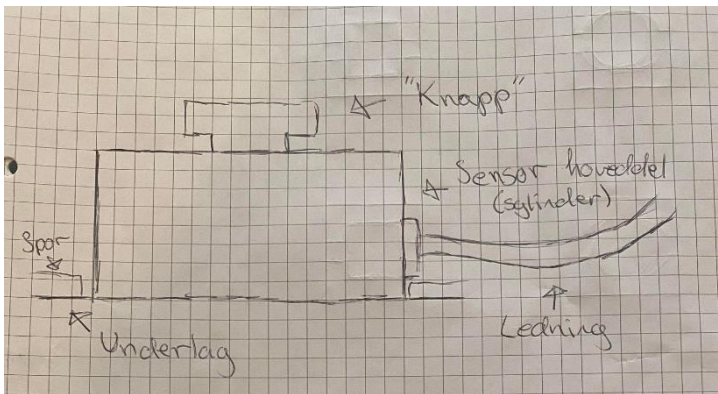 "Knapp"
Sensor hoveddel
(sylinder)
Spor
Ledning
Underlag